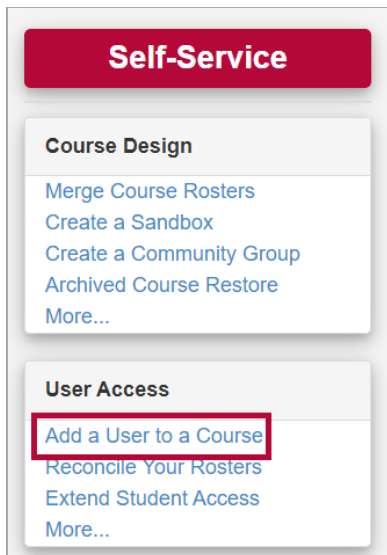 Self-Service
Course Design
Merge Course Rosters
Create a Sandbox
Create a Community Group
Archived Course Restore
More...
User Access
Add a User to a Course
Reconcile Your Rosters
Extend Student Access
More...